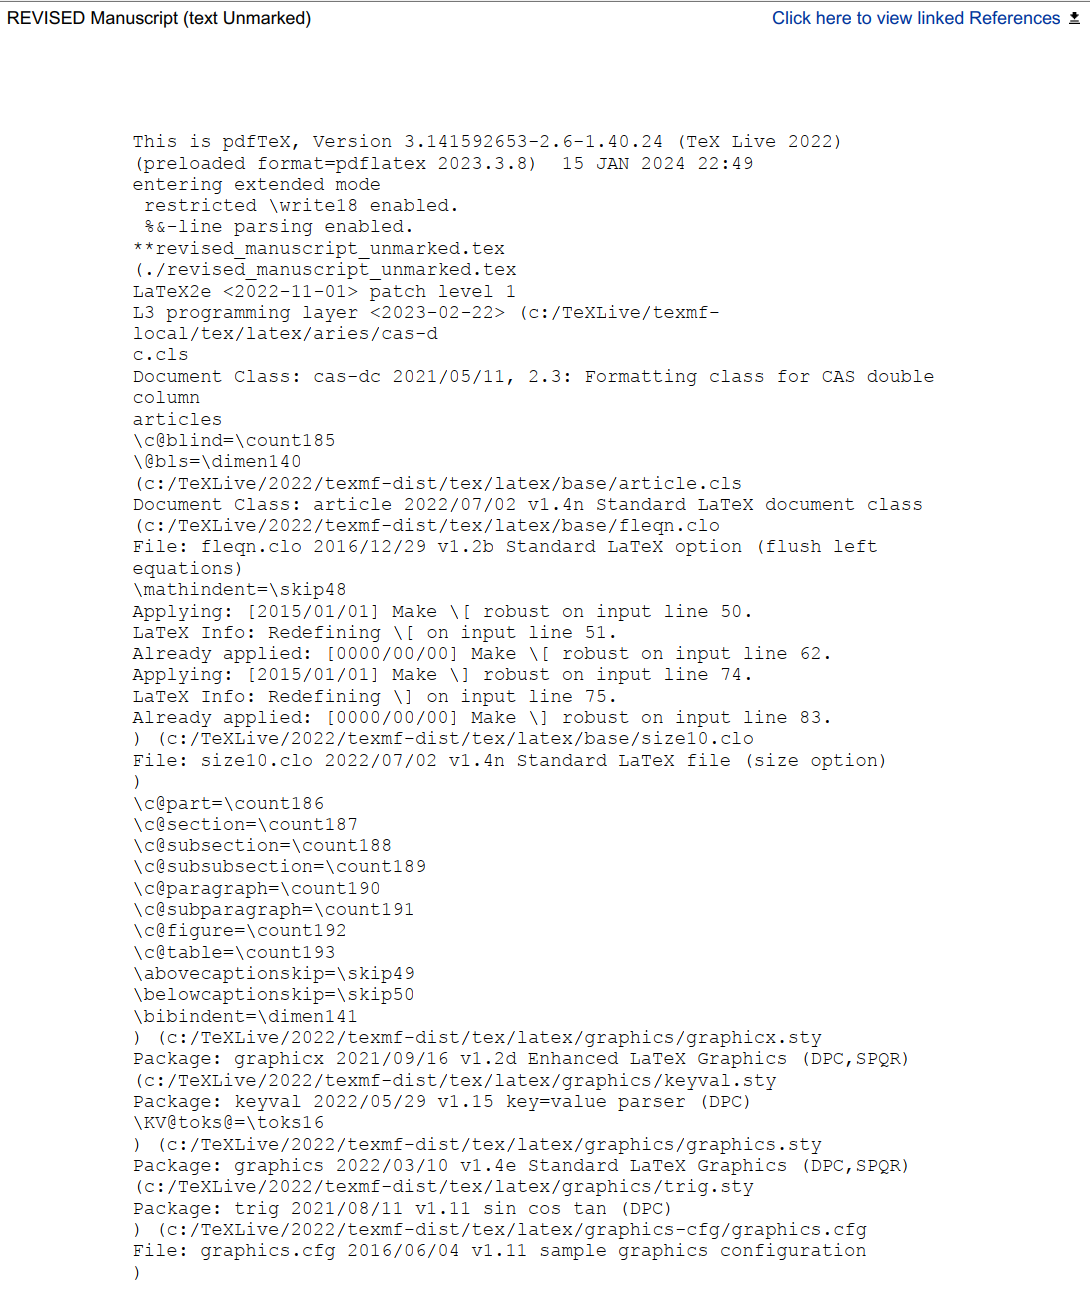 REVISED Manuscript (text Unmarked)
Click here to view linked References
This is pdfTeX, Version 3.141592653-2.6-1.40.24 (TeX Live 2022)
(preloaded format=pdflatex 2023.3.8)  15 JAN 2024 22:49
entering extended mode
 restricted \write18 enabled.
 %&-line parsing enabled.
**revised_manuscript_unmarked.tex
(./revised_manuscript_unmarked.tex
LaTeX2e <2022-11-01> patch level 1
L3 programming layer <2023-02-22> (c:/TeXLive/texmf-
local/tex/latex/aries/cas-d
c.cls
Document Class: cas-dc 2021/05/11, 2.3: Formatting class for CAS double
column
articles
\c@blind=\count185
\@bls=\dimen140
(c:/TeXLive/2022/texmf-dist/tex/latex/base/article.cls
Document Class: article 2022/07/02 v1.4n Standard LaTeX document class
(c:/TeXLive/2022/texmf-dist/tex/latex/base/fleqn.clo
File: fleqn.clo 2016/12/29 v1.2b Standard LaTeX option (flush left
equations)
\mathindent=\skip48
Applying: [2015/01/01] Make \[ robust on input line 50.
LaTeX Info: Redefining \[ on input line 51.
Already applied: [0000/00/00] Make \[ robust on input line 62.
Applying: [2015/01/01] Make \] robust on input line 74.
LaTeX Info: Redefining \] on input line 75.
Already applied: [0000/00/00] Make \] robust on input line 83.
) (c:/TeXLive/2022/texmf-dist/tex/latex/base/size10.clo
File: size10.clo 2022/07/02 v1.4n Standard LaTeX file (size option)
)
\c@part=\count186
\c@section=\count187
\c@subsection=\count188
\c@subsubsection=\count189
\c@paragraph=\count190
\c@subparagraph=\count191
\c@figure=\count192
\c@table=\count193
\abovecaptionskip=\skip49
\belowcaptionskip=\skip50
\bibindent=\dimen141
) (c:/TeXLive/2022/texmf-dist/tex/latex/graphics/graphicx.sty
Package: graphicx 2021/09/16 v1.2d Enhanced LaTeX Graphics (DPC,SPQR)
(c:/TeXLive/2022/texmf-dist/tex/latex/graphics/keyval.sty
Package: keyval 2022/05/29 v1.15 key=value parser (DPC)
\KV@toks@=\toks16
) (c:/TeXLive/2022/texmf-dist/tex/latex/graphics/graphics.sty
Package: graphics 2022/03/10 v1.4e Standard LaTeX Graphics (DPC,SPQR)
(c:/TeXLive/2022/texmf-dist/tex/latex/graphics/trig.sty
Package: trig 2021/08/11 v1.11 sin cos tan (DPC)
) (c:/TeXLive/2022/texmf-dist/tex/latex/graphics-cfg/graphics.cfg
File: graphics.cfg 2016/06/04 v1.11 sample graphics configuration
)